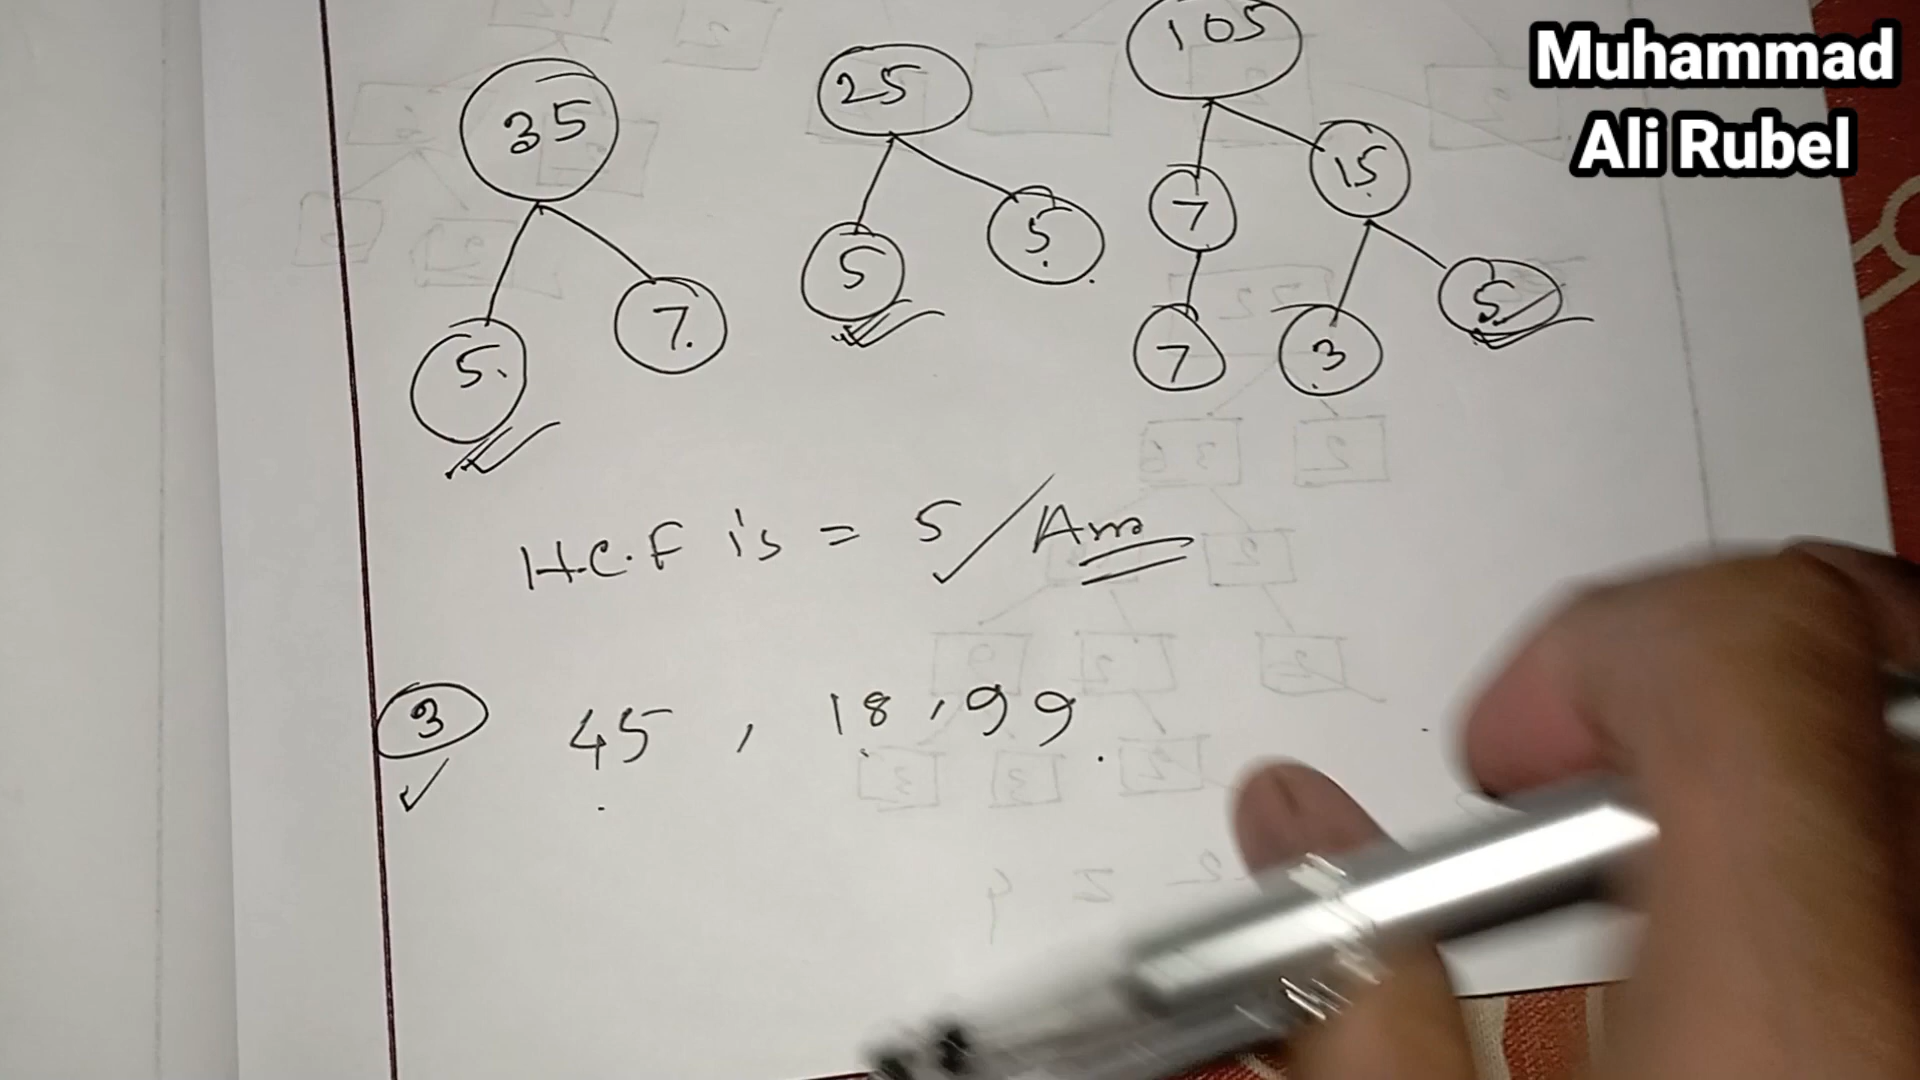 Muhammad
Ali Rubel
35 25 105
7 15
5 7 5 5 7 3 5
H.C.F is = 5 Ans
3 45, 18, 99.